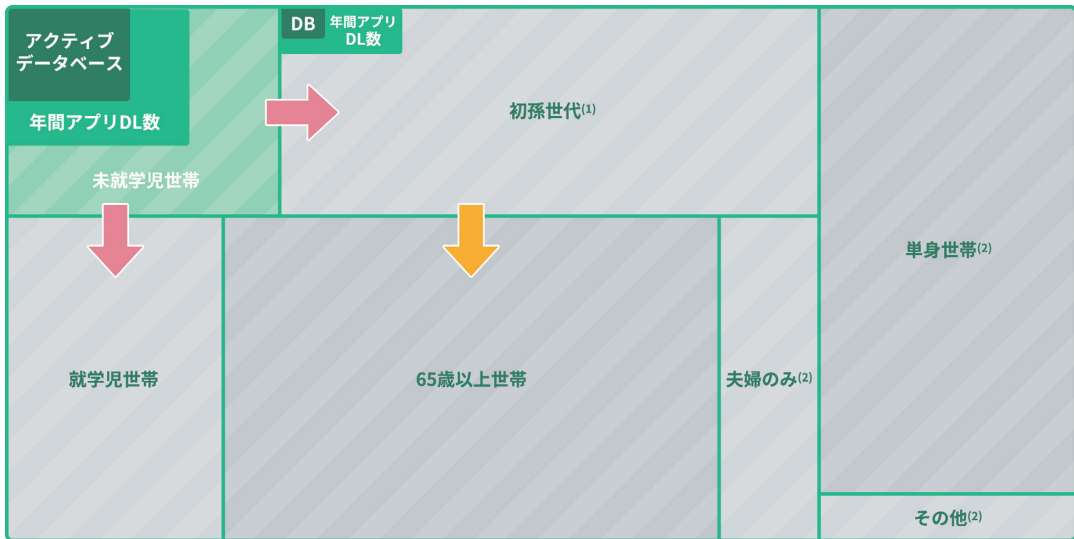 アクティブ
データベース
年間アプリDL数
未就学児世帯
DB
年間アプリ
DL数
初孫世代(1)
単身世帯(2)
就学児世帯
65歳以上世帯
夫婦のみ(2)
その他(2)